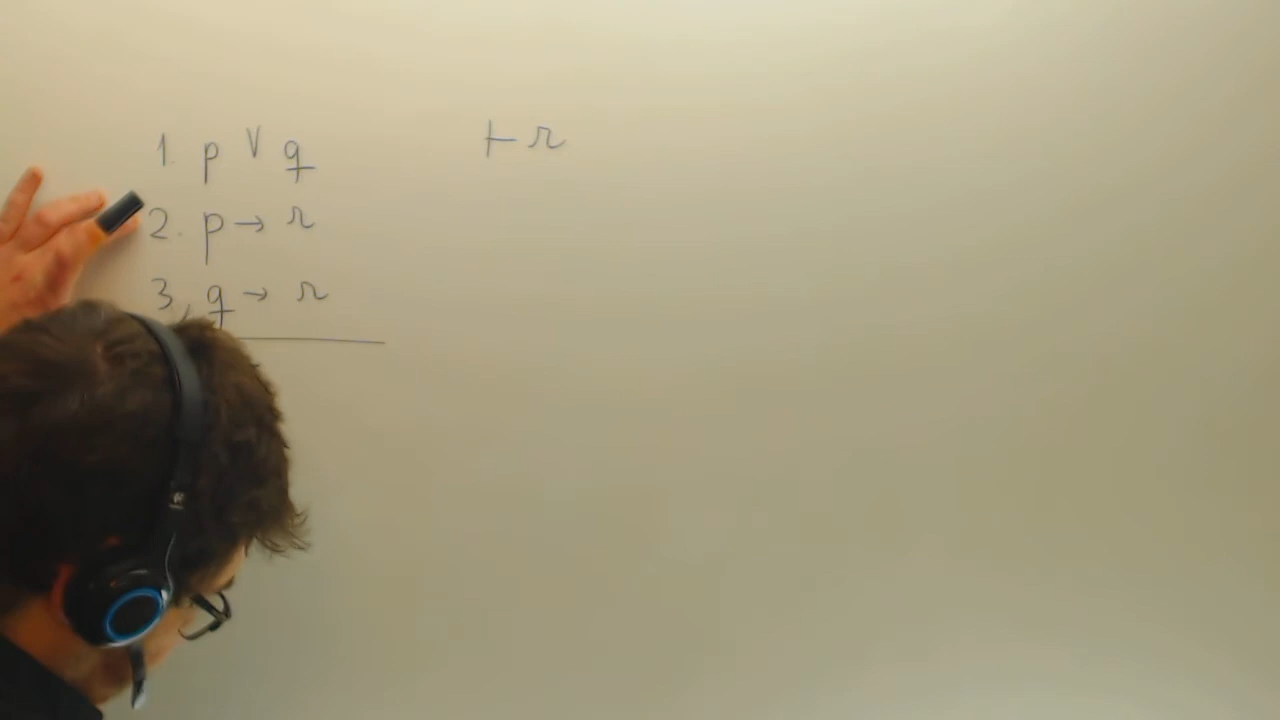 1. p ∨ q ⊢ r
2. p → r
3, q → r